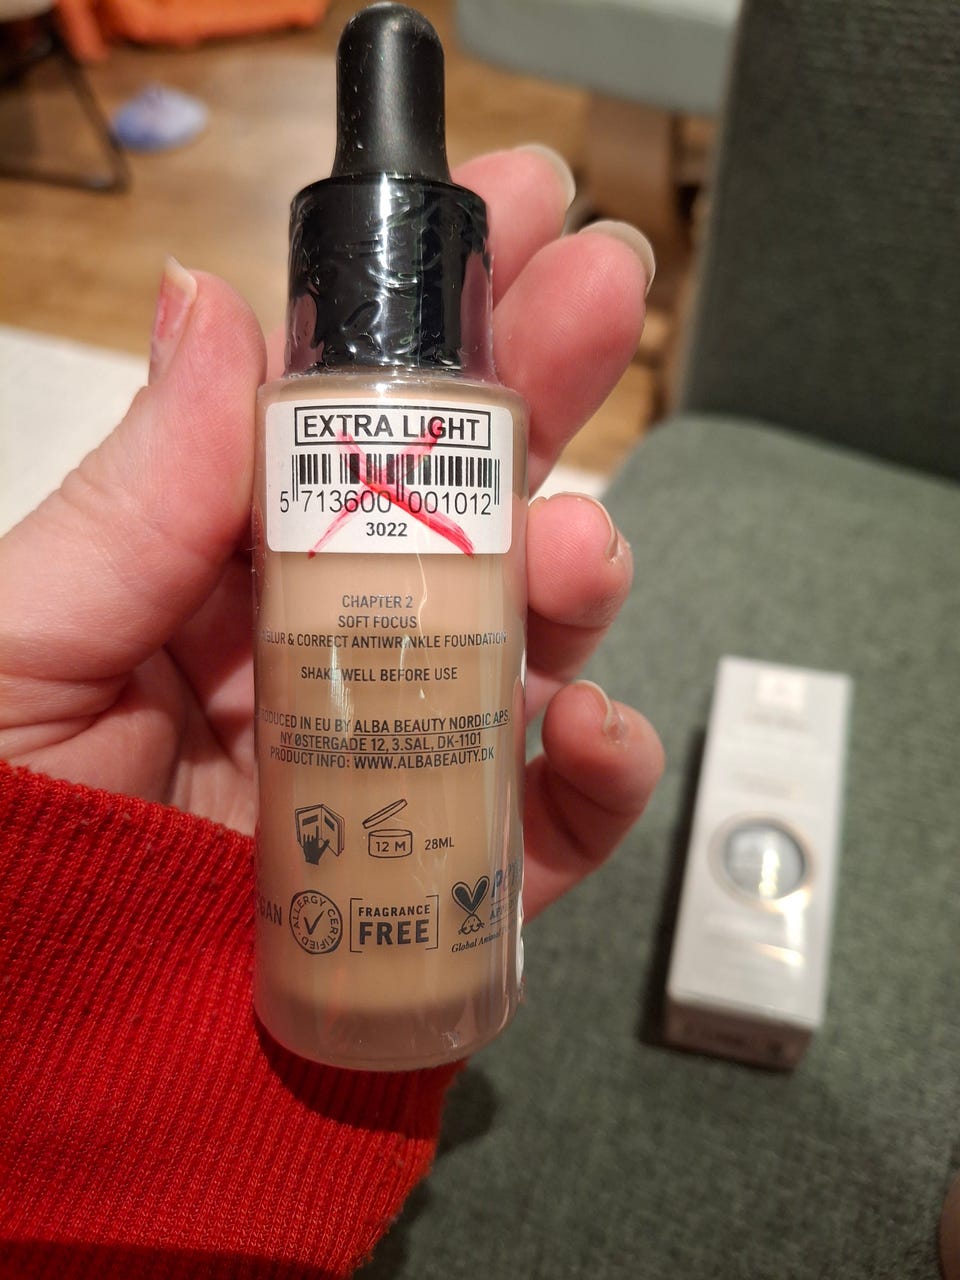 EXTRA LIGHT
5 713600 001012
3022
CHAPTER 2
SOFT FOCUS
BLUR & CORRECT ANTIWRINKLE FOUNDATION
SHAKE WELL BEFORE USE
PRODUCED IN EU BY ALBA BEAUTY NORDIC APS.
NY ØSTERGADE 12, 3.SAL, DK-1101
PRODUCT INFO: WWW.ALBABEAUTY.DK
12 M 28ML
ALLERGY CERTIFIED
FRAGRANCE
FREE
Global Animal